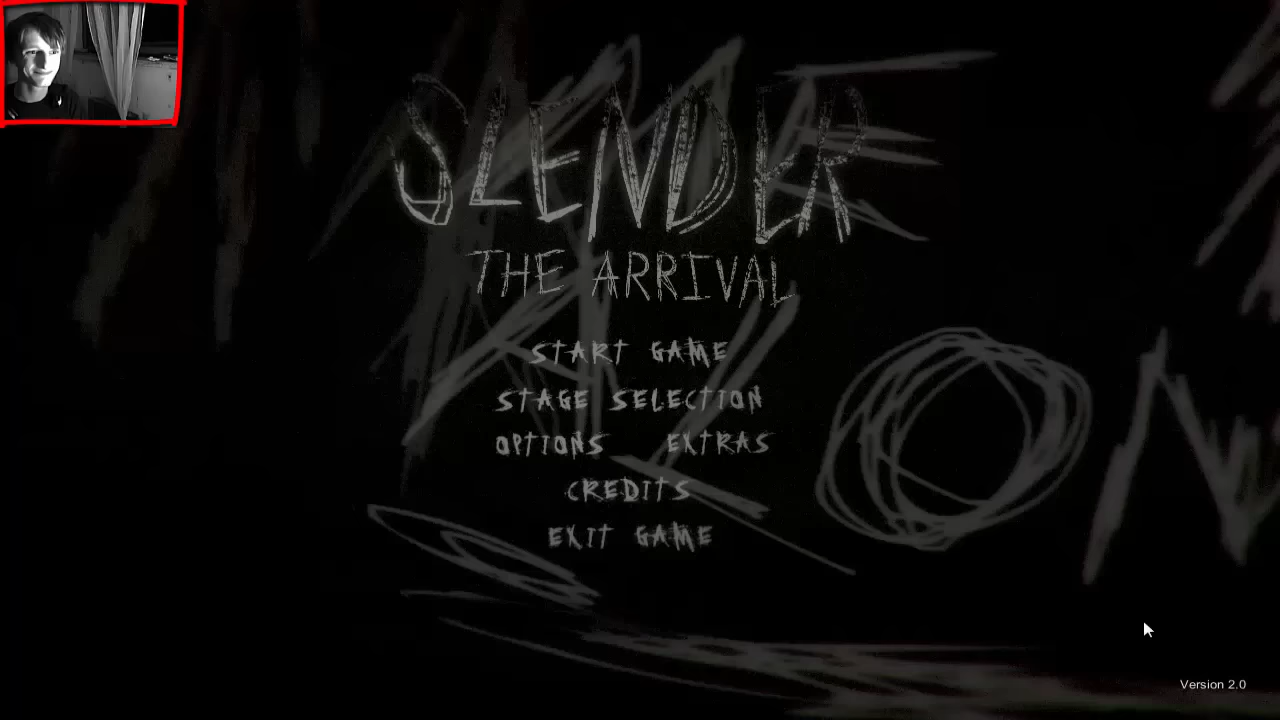 SLENDER
THE ARRIVAL
START GAME
STAGE SELECTION
OPTIONS EXTRAS
CREDITS
EXIT GAME
Version 2.0